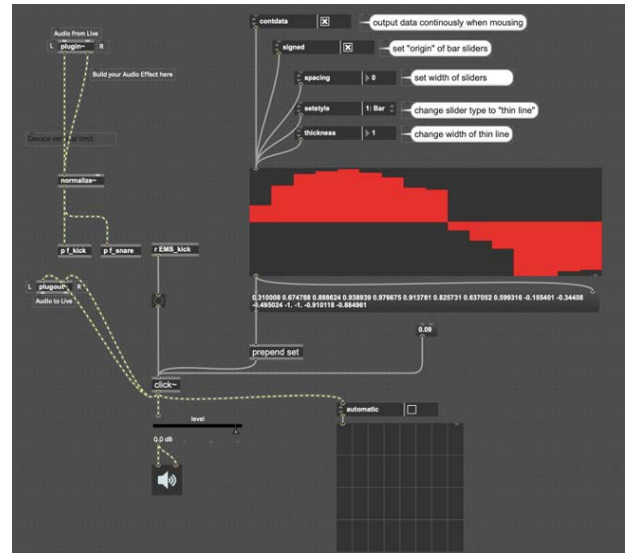 contdata
output data continously when mousing
Audio from Live
L plugin~ R
signed
set "origin" of bar sliders
Build your Audio Effect here
spacing 0
set width of sliders
setstyle 1: Bar
change slider type to "thin line"
thickness 1
change width of thin line
Device vertical limit
normalize~
p f_kick
p f_snare
r EMS_kick
L plugout~ R
Audio to Live
0.310008 0.674788 0.888624 0.938939 0.976675 0.913781 0.825731 0.637052 0.599316 -0.155401 -0.34408
-0.495024 -1. -1. -0.910118 -0.884961
0.09
prepend set
click~
automatic
level
0.0 dB